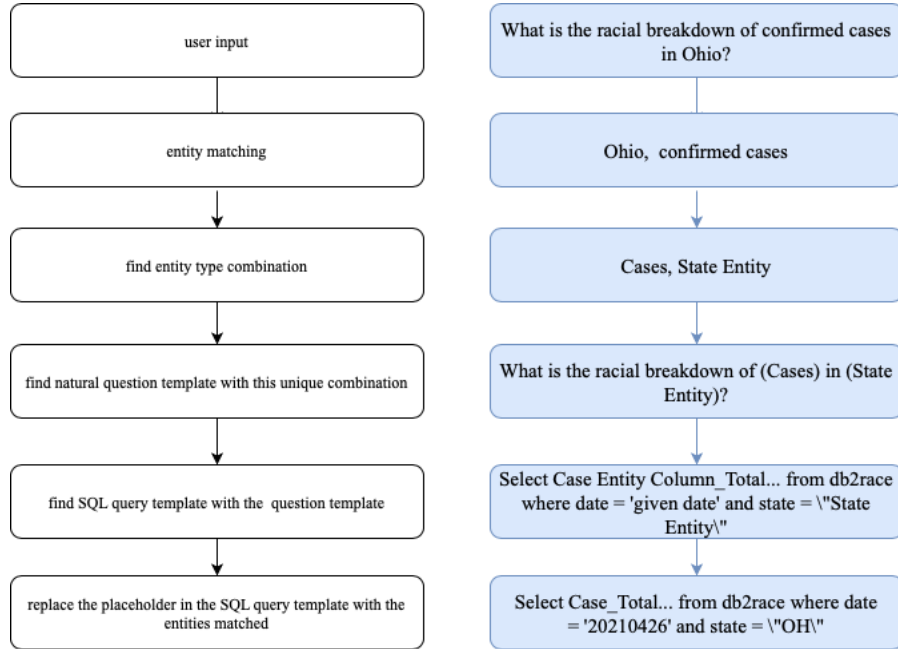 user input
What is the racial breakdown of confirmed cases
in Ohio?
entity matching
Ohio,  confirmed cases
find entity type combination
Cases, State Entity
find natural question template with this unique combination
What is the racial breakdown of (Cases) in (State
Entity)?
find SQL query template with the  question template
Select Case Entity Column_Total... from db2race
where date = 'given date' and state = \"State
Entity\"
replace the placeholder in the SQL query template with the
entities matched
Select Case_Total... from db2race where date
= '20210426' and state = \"OH\"